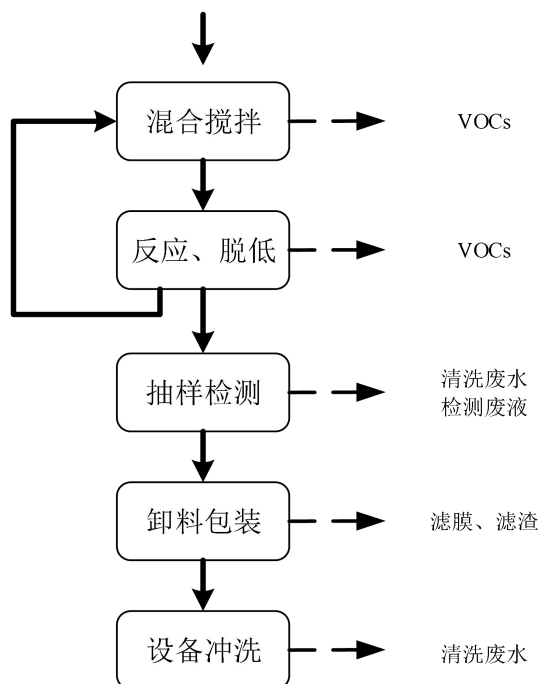 混合搅拌
VOCs
反应、脱低
VOCs
抽样检测
清洗废水
检测废液
卸料包装
滤膜、滤渣
设备冲洗
清洗废水